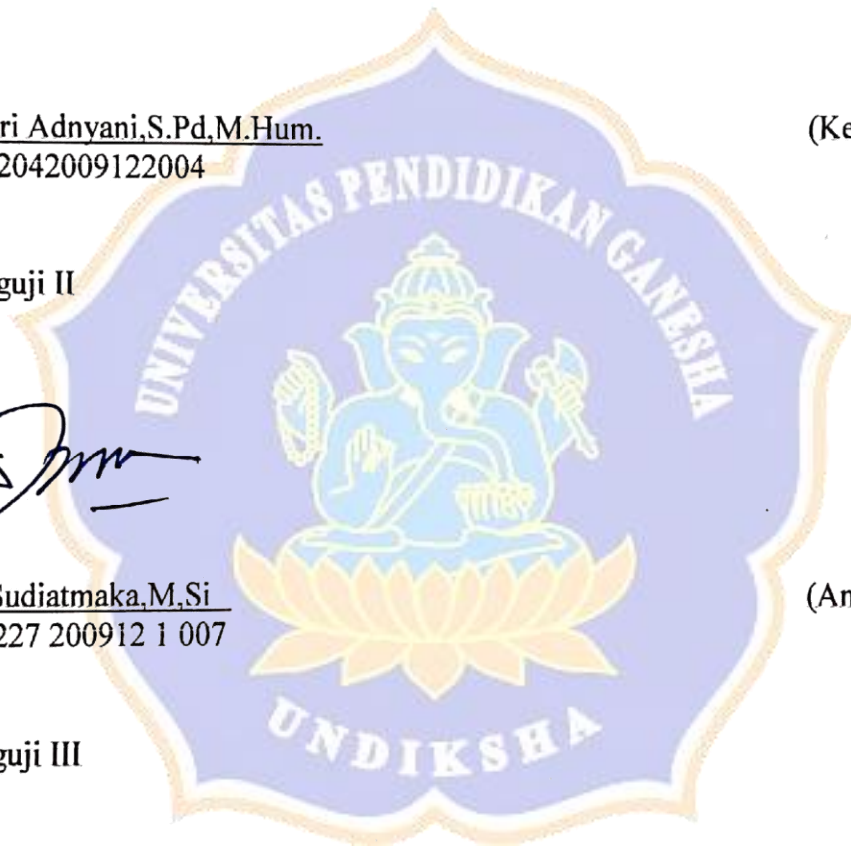 ri Adnyani,S.Pd,M.Hum. (Ke
2042009122004
UNIVERSITAS PENDIDIKAN GANESHA
guji II
Sudiatmaka,M,Si (An
227 200912 1 007
UNDIKSHA
guji III